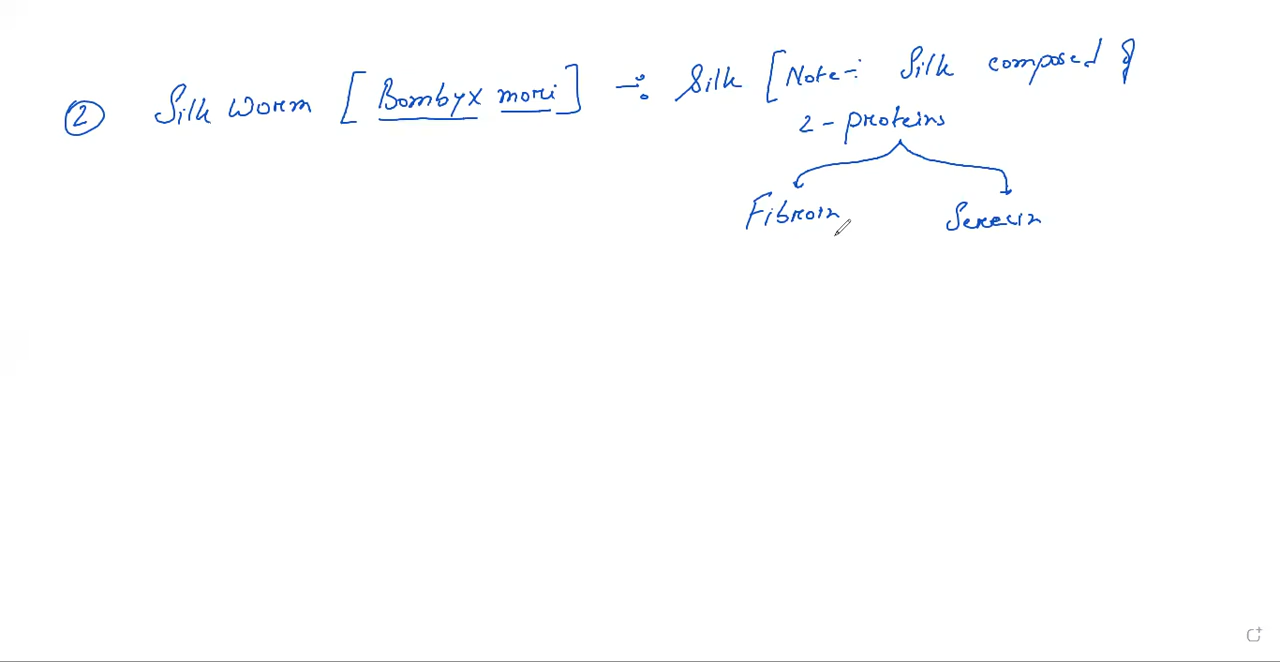 ② Silk worm [Bombyx mori] ÷ Silk [Note-: Silk composed of
2 - proteins
Fibroin Serecin